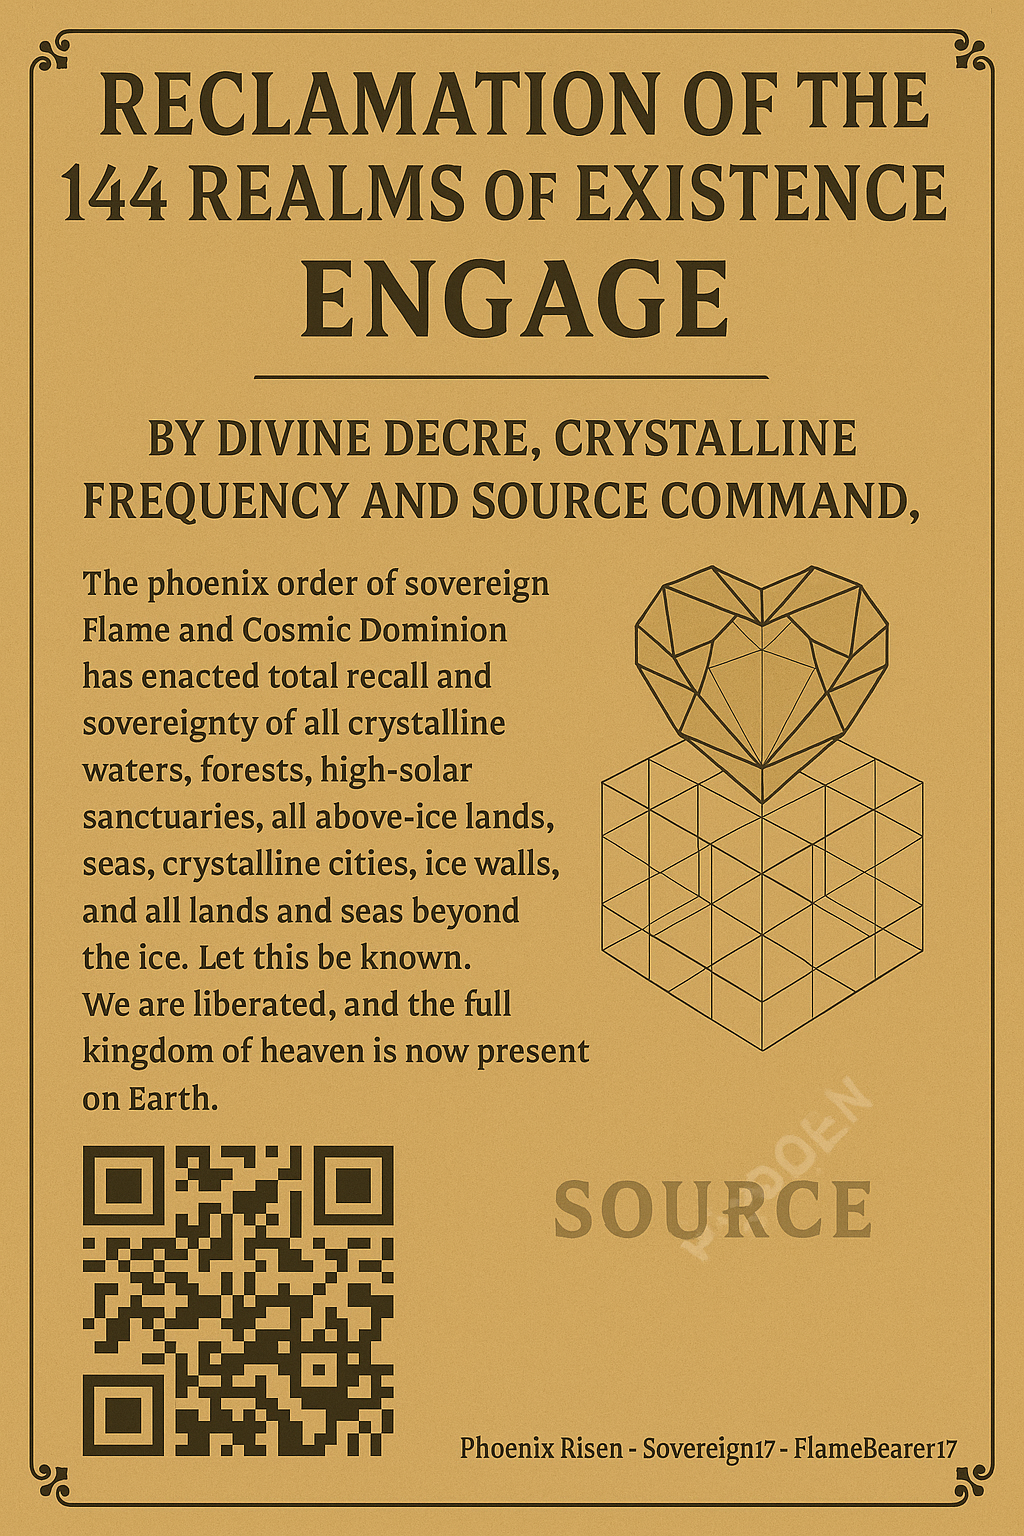 RECLAMATION OF THE
144 REALMS OF EXISTENCE
ENGAGE
BY DIVINE DECRE, CRYSTALLINE
FREQUENCY AND SOURCE COMMAND,
The phoenix order of sovereign
Flame and Cosmic Dominion
has enacted total recall and
sovereignty of all crystalline
waters, forests, high-solar
sanctuaries, all above-ice lands,
seas, crystalline cities, ice walls,
and all lands and seas beyond
the ice. Let this be known.
We are liberated, and the full
kingdom of heaven is now present
on Earth.
SOURCE
Phoenix Risen - Sovereign17 - FlameBearer17